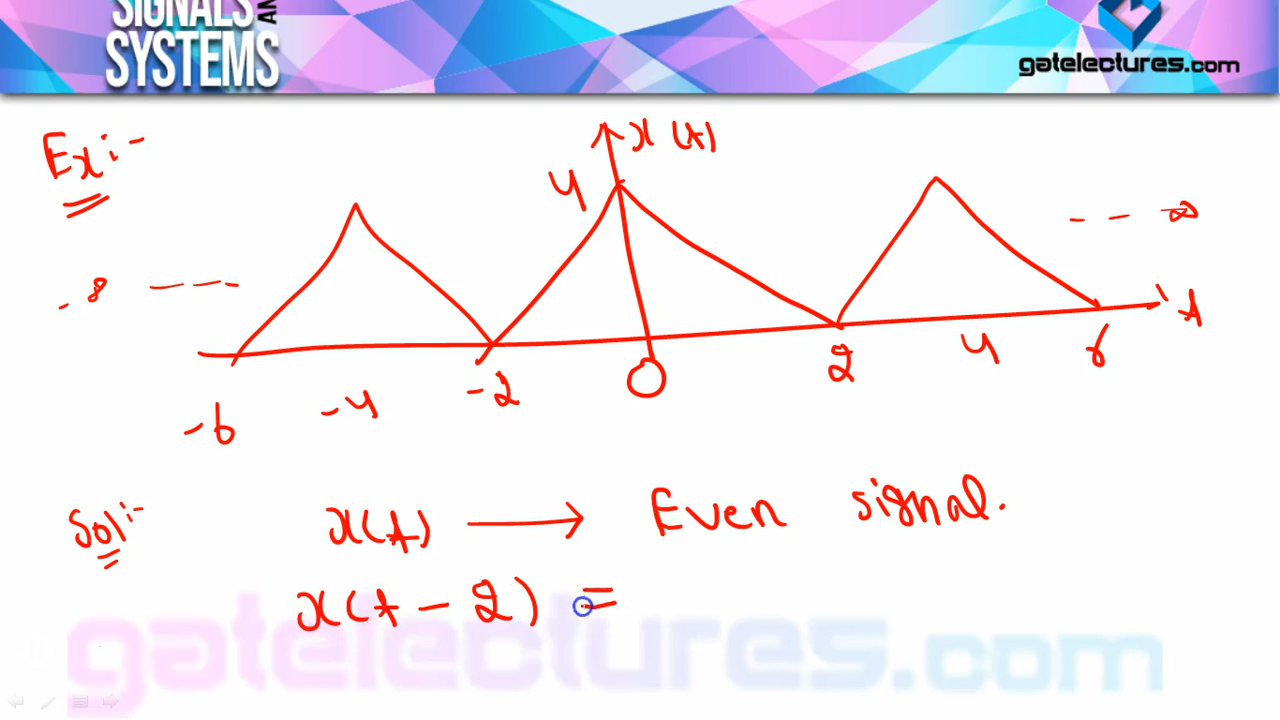 SIGNALS AND
SYSTEMS
gatelectures.com
Ex:-
x(t)
4
- - - ∞
-∞ - - - -
t
-6 -4 -2 0 2 4 6
Sol:- x(t) → Even signal.
x(t - 2) =
gatelectures.com